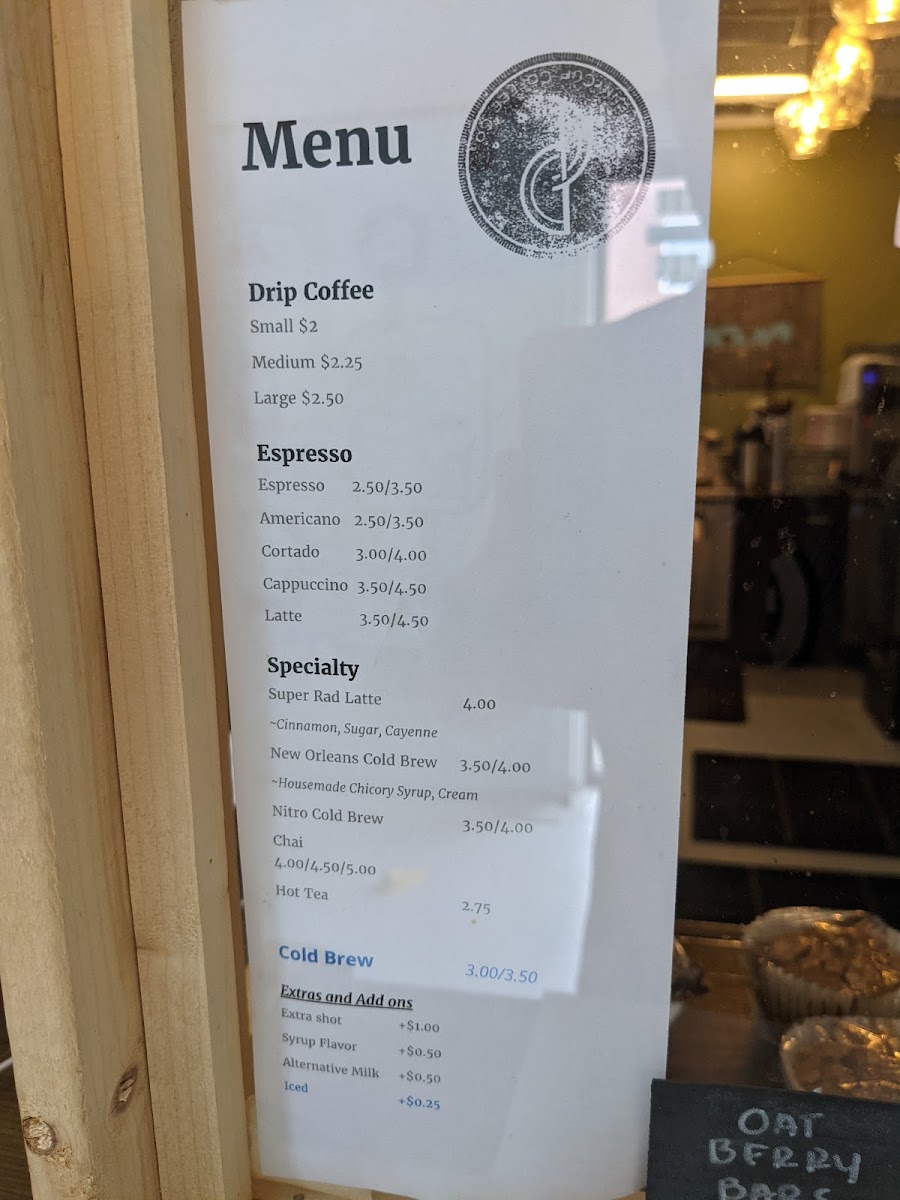 Menu
Drip Coffee
Small $2
Medium $2.25
Large $2.50
Espresso
Espresso 2.50/3.50
Americano 2.50/3.50
Cortado 3.00/4.00
Cappuccino 3.50/4.50
Latte 3.50/4.50
Specialty
Super Rad Latte 4.00
~Cinnamon, Sugar, Cayenne
New Orleans Cold Brew 3.50/4.00
~Housemade Chicory Syrup, Cream
Nitro Cold Brew 3.50/4.00
Chai
4.00/4.50/5.00
Hot Tea 2.75
Cold Brew 3.00/3.50
Extras and Add ons
Extra shot +$1.00
Syrup Flavor +$0.50
Alternative Milk +$0.50
Iced +$0.25
OAT
BERRY
BARS